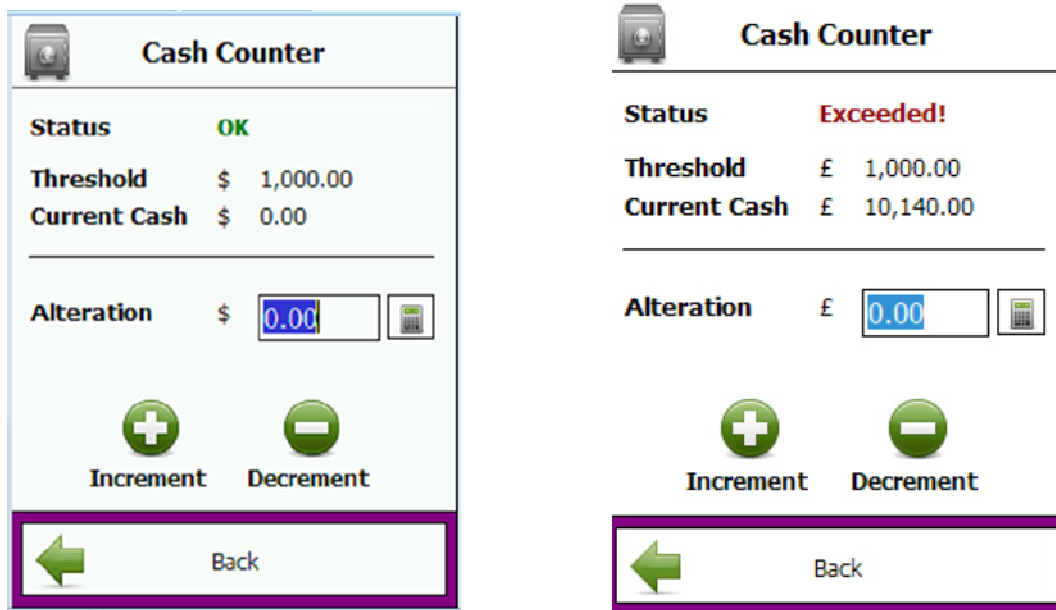 Cash Counter
Status OK
Threshold $ 1,000.00
Current Cash $ 0.00
Alteration $ 0.00
Increment Decrement
Back
Cash Counter
Status Exceeded!
Threshold £ 1,000.00
Current Cash £ 10,140.00
Alteration £ 0.00
Increment Decrement
Back